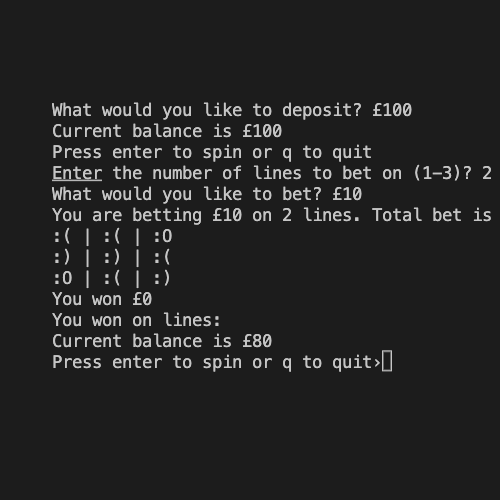 What would you like to deposit? £100
Current balance is £100
Press enter to spin or q to quit
Enter the number of lines to bet on (1-3)? 2
What would you like to bet? £10
You are betting £10 on 2 lines. Total bet is
:( | :( | :O
:) | :) | :(
:O | :( | :)
You won £0
You won on lines:
Current balance is £80
Press enter to spin or q to quit›